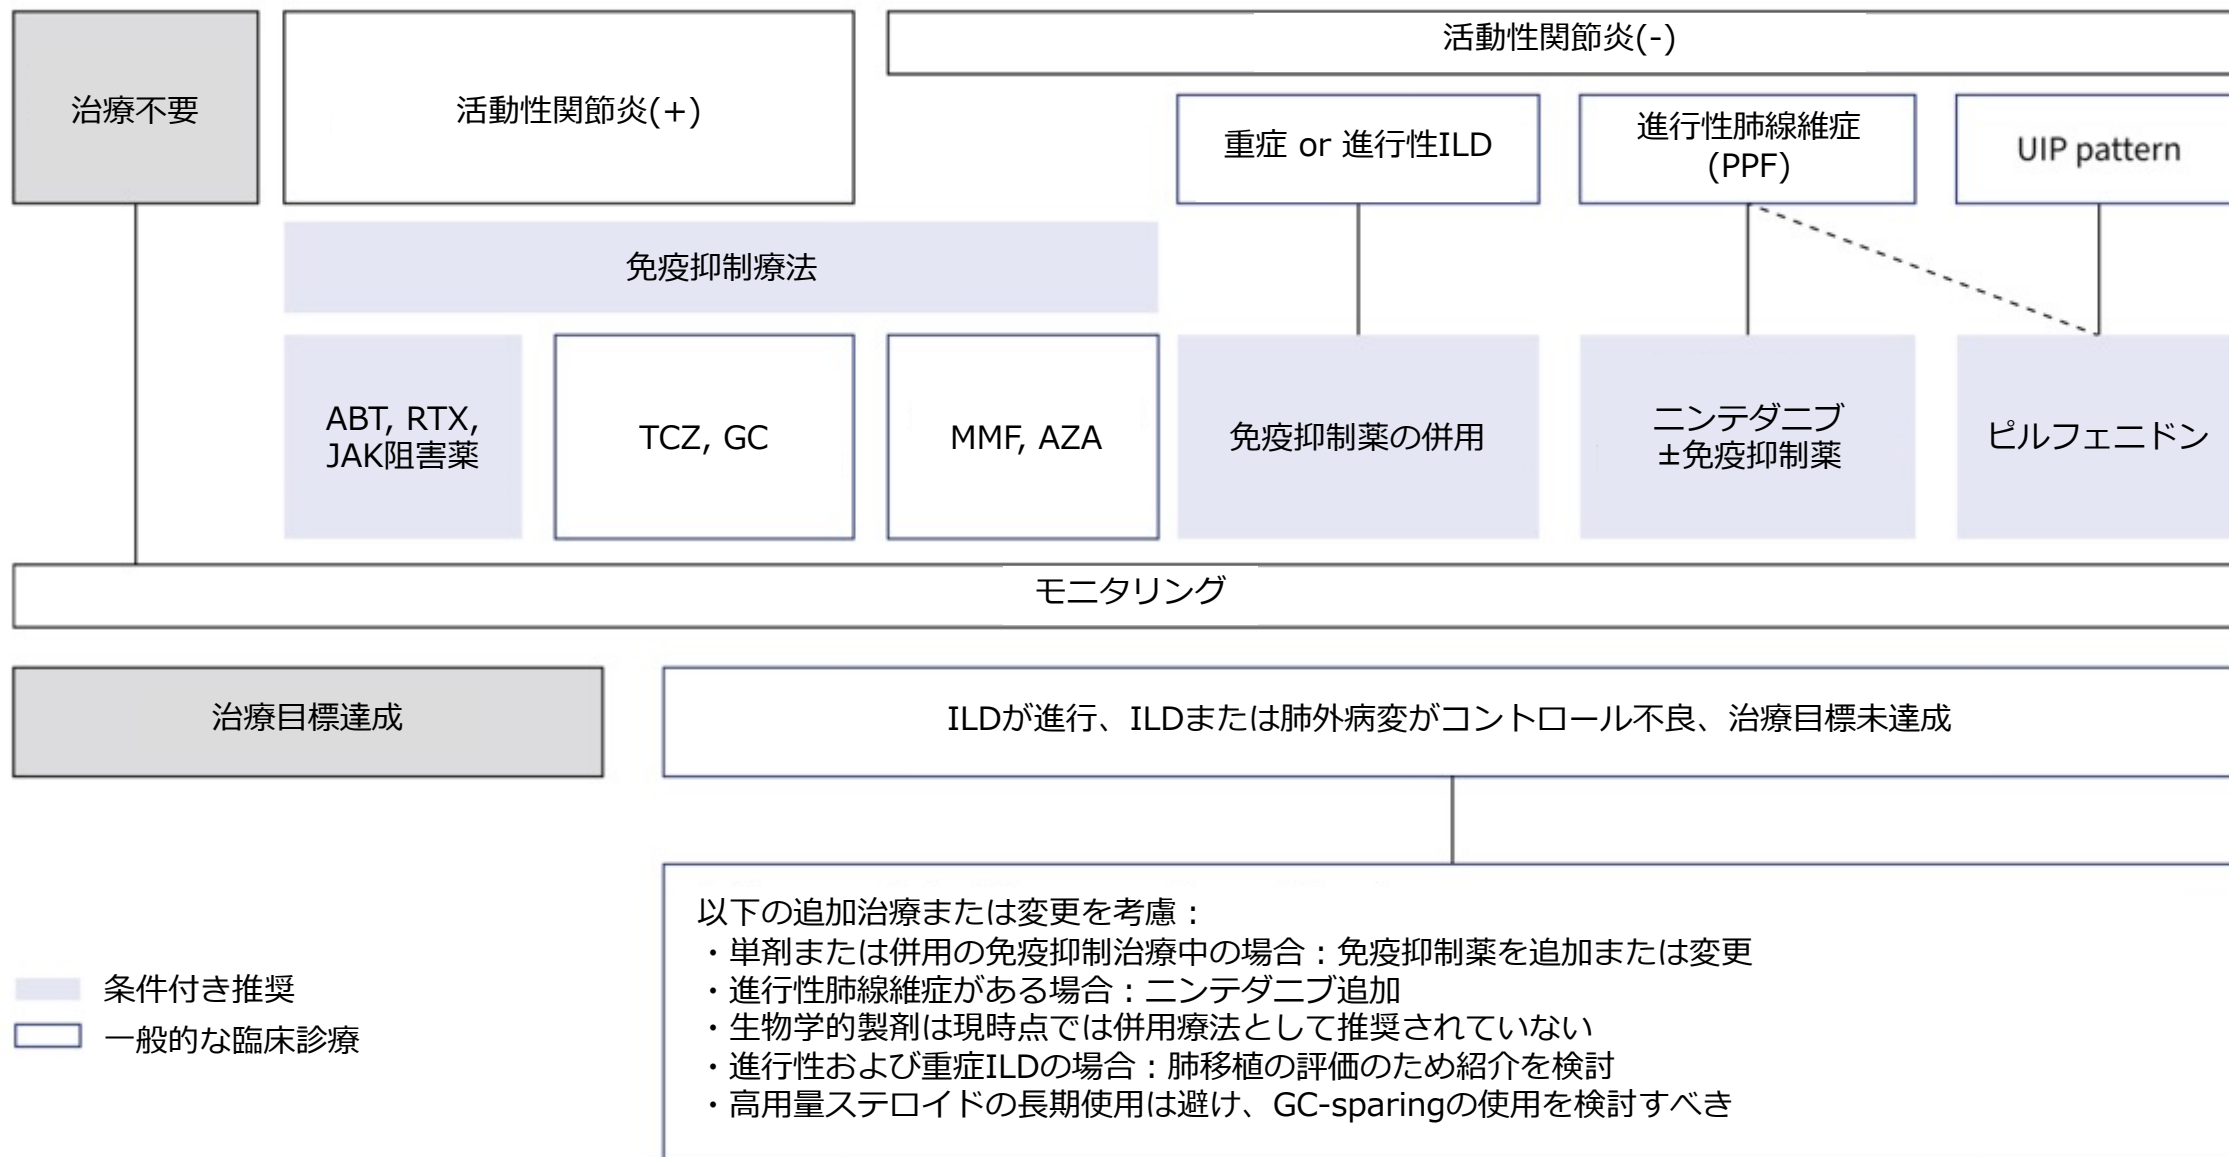 活動性関節炎(-)
治療不要
活動性関節炎(+)
重症 or 進行性ILD
進行性肺線維症
(PPF)
UIP pattern
免疫抑制療法
ABT, RTX,
JAK阻害薬
TCZ, GC
MMF, AZA
免疫抑制薬の併用
ニンテダニブ
±免疫抑制薬
ピルフェニドン
モニタリング
治療目標達成
ILDが進行、ILDまたは肺外病変がコントロール不良、治療目標未達成
以下の追加治療または変更を考慮：
・単剤または併用の免疫抑制治療中の場合：免疫抑制薬を追加または変更
・進行性肺線維症がある場合：ニンテダニブ追加
・生物学的製剤は現時点では併用療法として推奨されていない
・進行性および重症ILDの場合：肺移植の評価のため紹介を検討
・高用量ステロイドの長期使用は避け、GC-sparingの使用を検討すべき
条件付き推奨
一般的な臨床診療